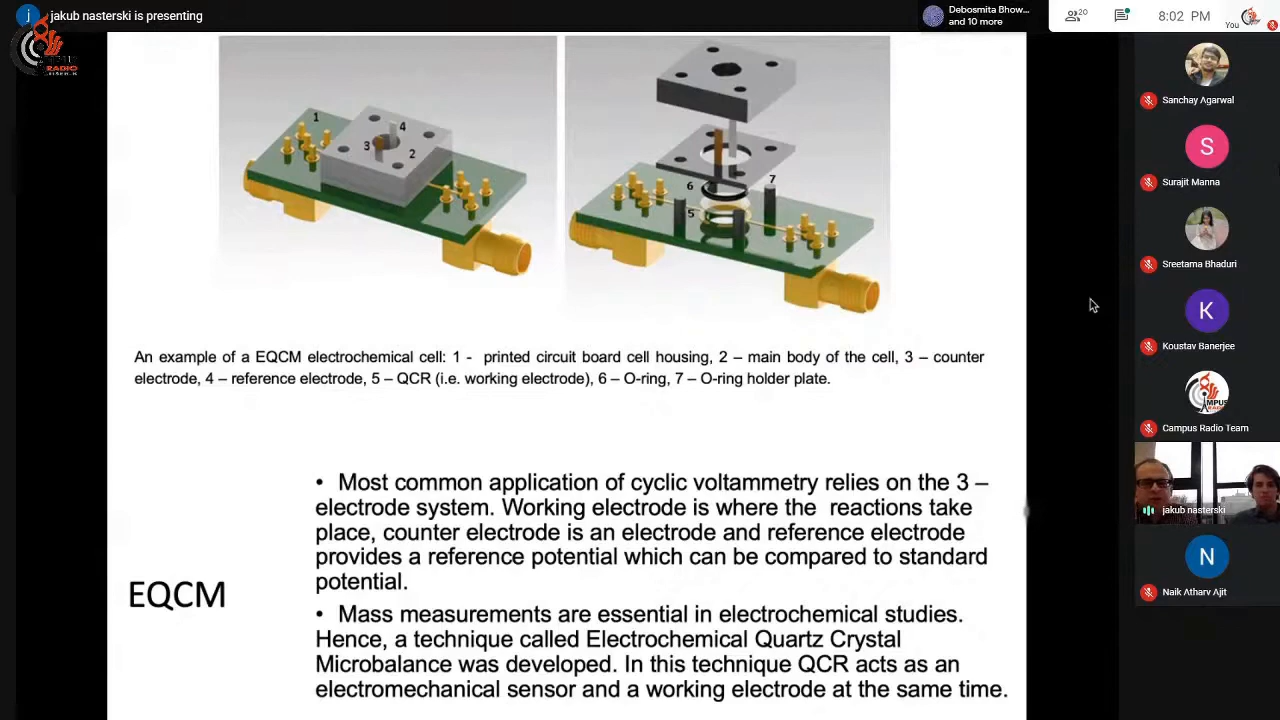 jakub nasterski is presenting
Debosmita Bhow...
and 10 more
20
8:02 PM
You
AMPUS
RADIO
1
4
3
2
6
7
5
An example of a EQCM electrochemical cell: 1 - printed circuit board cell housing, 2 – main body of the cell, 3 – counter
electrode, 4 – reference electrode, 5 – QCR (i.e. working electrode), 6 – O-ring, 7 – O-ring holder plate.
EQCM
• Most common application of cyclic voltammetry relies on the 3 –
electrode system. Working electrode is where the reactions take
place, counter electrode is an electrode and reference electrode
provides a reference potential which can be compared to standard
potential.
• Mass measurements are essential in electrochemical studies.
Hence, a technique called Electrochemical Quartz Crystal
Microbalance was developed. In this technique QCR acts as an
electromechanical sensor and a working electrode at the same time.
Sanchay Agarwal
S
Surajit Manna
Sreetama Bhaduri
K
Koustav Banerjee
AMPUS
Campus Radio Team
jakub nasterski
N
Naik Atharv Ajit